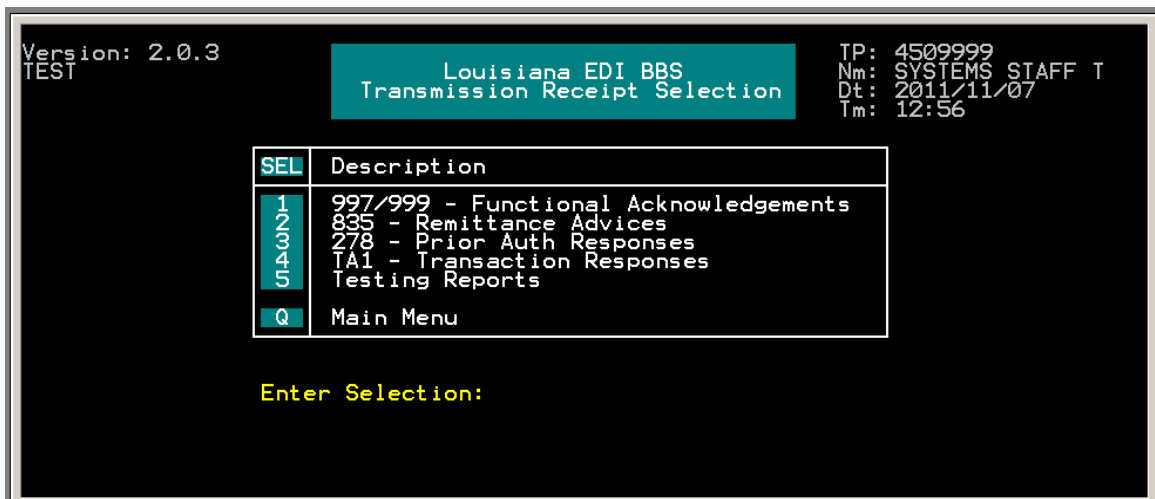 Version: 2.0.3
TEST
Louisiana EDI BBS
Transmission Receipt Selection
TP: 4509999
Nm: SYSTEMS STAFF T
Dt: 2011/11/07
Tm: 12:56
SEL Description
1 997/999 - Functional Acknowledgements
2 835 - Remittance Advices
3 278 - Prior Auth Responses
4 TA1 - Transaction Responses
5 Testing Reports
Q Main Menu
Enter Selection: